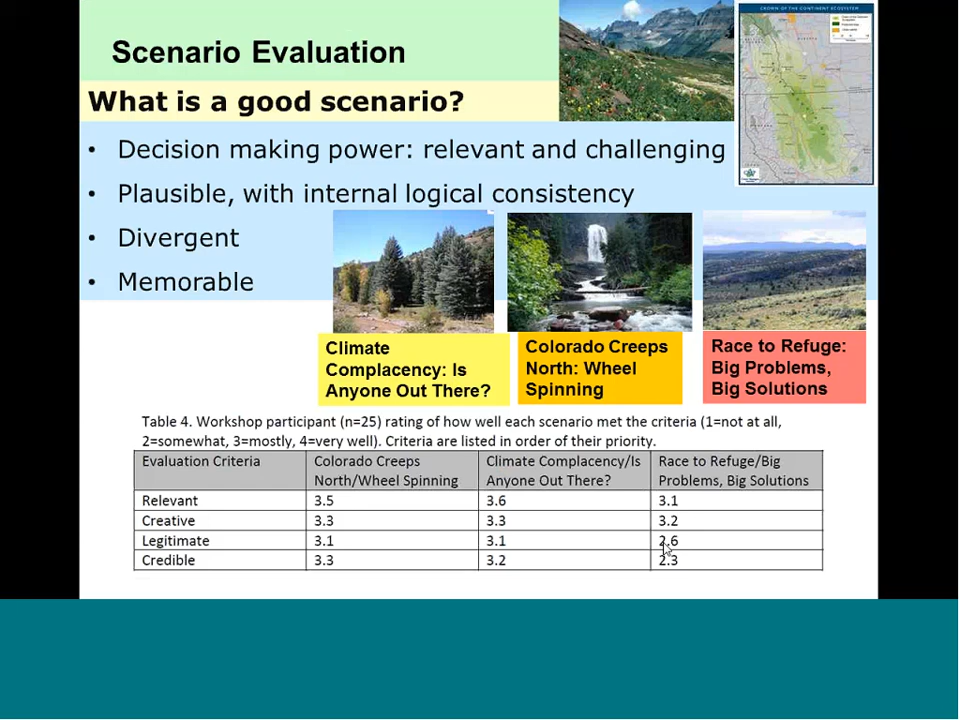 CROWN OF THE CONTINENT ECOSYSTEM
Scenario Evaluation
What is a good scenario?
• Decision making power: relevant and challenging
• Plausible, with internal logical consistency
• Divergent
• Memorable
Climate
Complacency: Is
Anyone Out There?
Colorado Creeps
North: Wheel
Spinning
Race to Refuge:
Big Problems,
Big Solutions
Table 4. Workshop participant (n=25) rating of how well each scenario met the criteria (1=not at all,
2=somewhat, 3=mostly, 4=very well). Criteria are listed in order of their priority.
Evaluation Criteria Colorado Creeps North/Wheel Spinning Climate Complacency/Is Anyone Out There? Race to Refuge/Big Problems, Big Solutions
Relevant 3.5 3.6 3.1
Creative 3.3 3.3 3.2
Legitimate 3.1 3.1 2.6
Credible 3.3 3.2 2.3